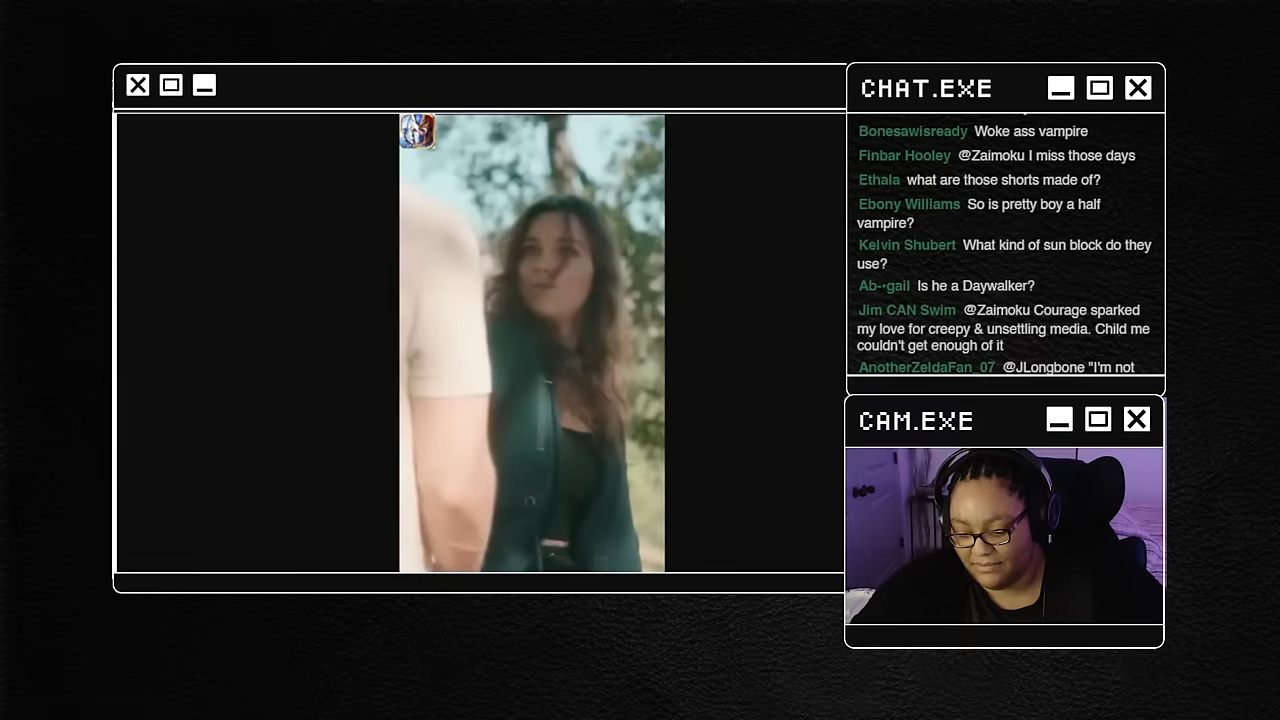 CHAT.EXE
Bonesawisready Woke ass vampire
Finbar Hooley @Zaimoku I miss those days
Ethala what are those shorts made of?
Ebony Williams So is pretty boy a half
vampire?
Kelvin Shubert What kind of sun block do they
use?
Ab-•gail Is he a Daywalker?
Jim CAN Swim @Zaimoku Courage sparked
my love for creepy & unsettling media. Child me
couldn't get enough of it
AnotherZeldaFan_07 @JLongbone "I'm not
CAM.EXE